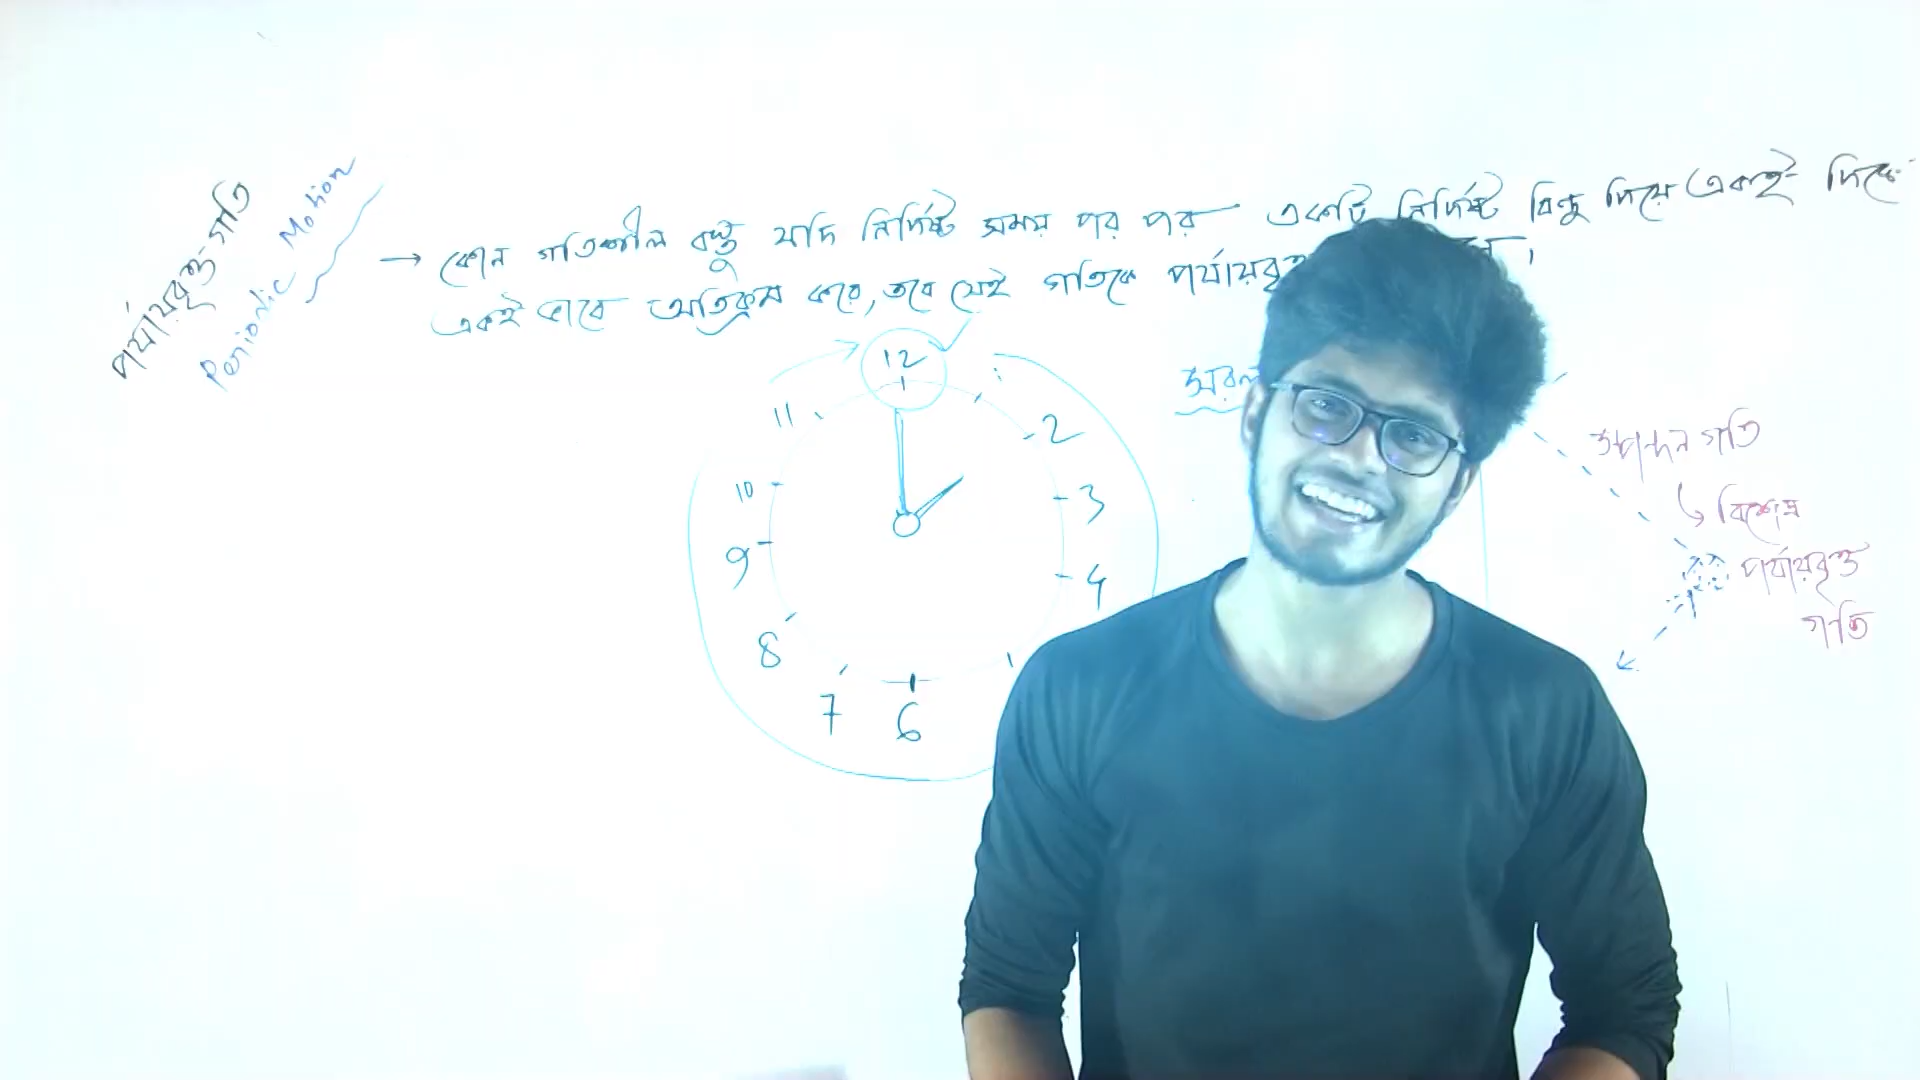 পর্যায়বৃত্ত গতি
Periodic Motion
→ কোন গতিশীল বস্তু যদি নির্দিষ্ট সময় পর পর একটি নির্দিষ্ট বিন্দু দিয়ে একই দিকে
একই ভাবে অতিক্রম করে, তবে সেই গতিকে পর্যায়বৃ
12
11
2
10
3
9
4
8
7
6
সরল
স্পন্দন গতি
↳ বিশেষ
পর্যায়বৃত্ত
গতি